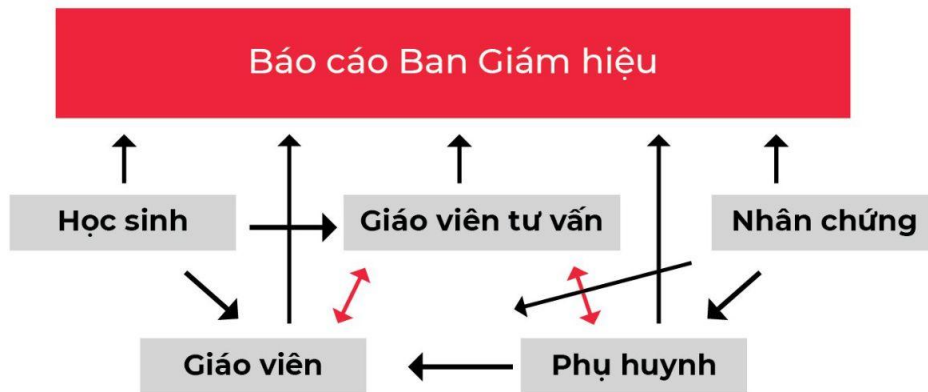 Báo cáo Ban Giám hiệu
Học sinh
Giáo viên tư vấn
Nhân chứng
Giáo viên
Phụ huynh